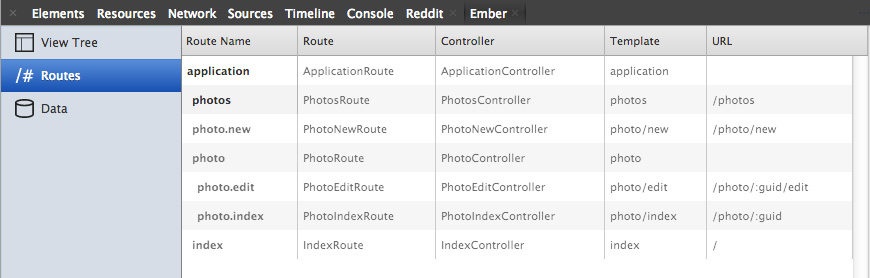 × Elements Resources Network Sources Timeline Console Reddit × Ember ×
View Tree
/# Routes
Data
Route Name Route Controller Template URL
application ApplicationRoute ApplicationController application
photos PhotosRoute PhotosController photos /photos
photo.new PhotoNewRoute PhotoNewController photo/new /photo/new
photo PhotoRoute PhotoController photo
photo.edit PhotoEditRoute PhotoEditController photo/edit /photo/:guid/edit
photo.index PhotoIndexRoute PhotoIndexController photo/index /photo/:guid
index IndexRoute IndexController index /